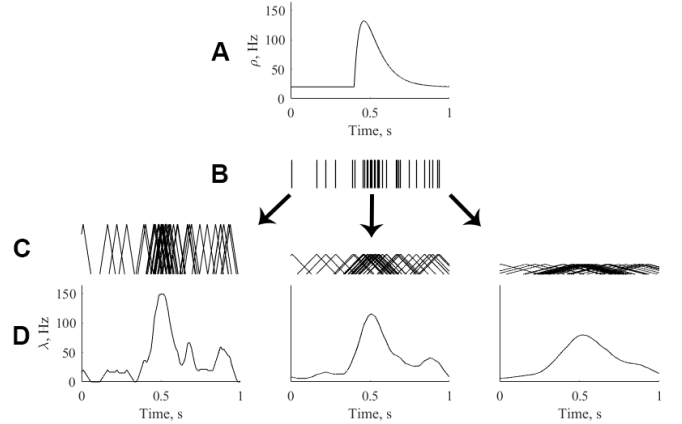 A
ρ, Hz
150
100
50
0
0 0.5 1
Time, s
B
C
D
λ, Hz
150
100
50
0
0 0.5 1 0 0.5 1 0 0.5 1
Time, s Time, s Time, s